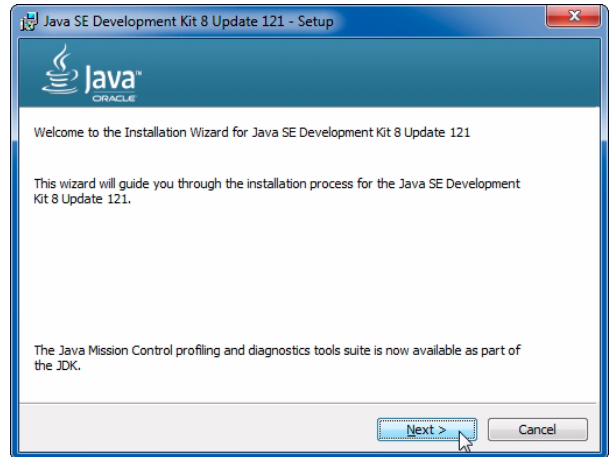 Java SE Development Kit 8 Update 121 - Setup
Java™
ORACLE
Welcome to the Installation Wizard for Java SE Development Kit 8 Update 121
This wizard will guide you through the installation process for the Java SE Development
Kit 8 Update 121.
The Java Mission Control profiling and diagnostics tools suite is now available as part of
the JDK.
Next > Cancel